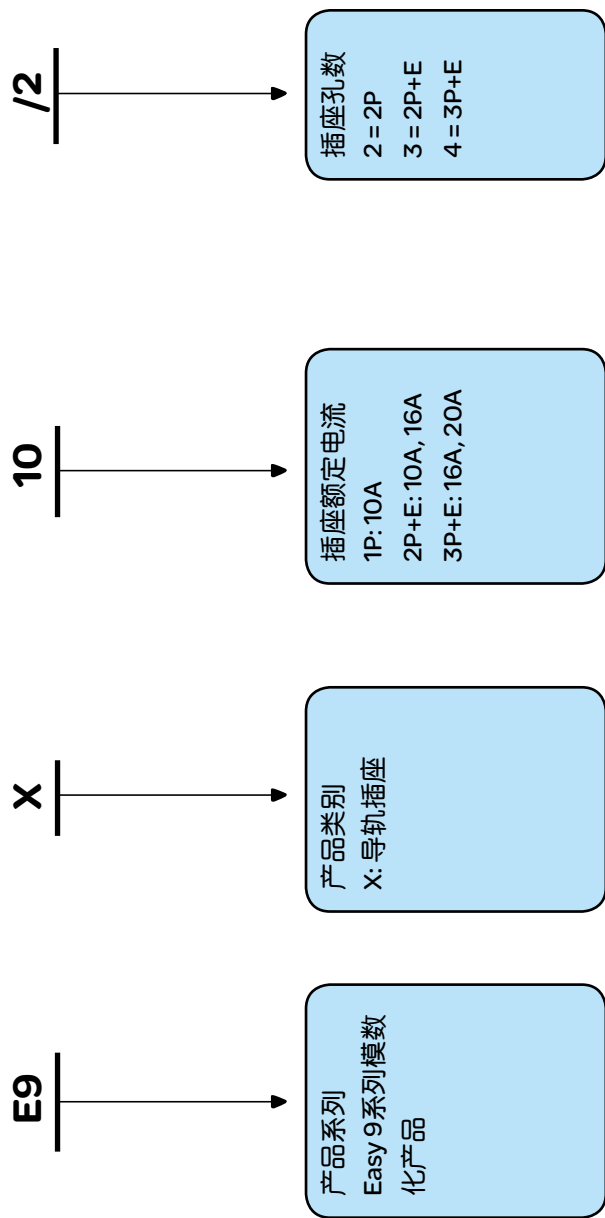 E9
产品系列
Easy 9系列模数
化产品
X
产品类别
X: 导轨插座
10
插座额定电流
1P: 10A
2P+E: 10A, 16A
3P+E: 16A, 20A
/2
插座孔数
2 = 2P
3 = 2P+E
4 = 3P+E